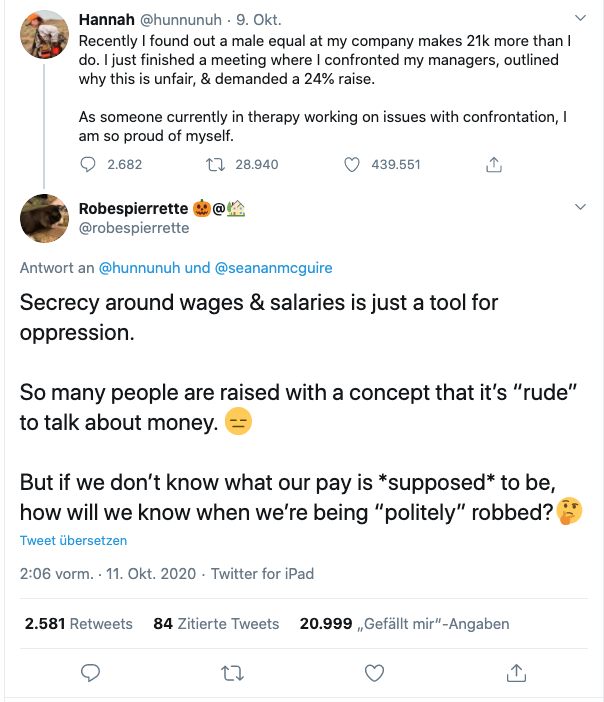 Hannah @hunnunuh · 9. Okt.
Recently I found out a male equal at my company makes 21k more than I
do. I just finished a meeting where I confronted my managers, outlined
why this is unfair, & demanded a 24% raise.
As someone currently in therapy working on issues with confrontation, I
am so proud of myself.
2.682 28.940 439.551
Robespierrette 🎃@🏡
@robespierrette
Antwort an @hunnunuh und @seananmcguire
Secrecy around wages & salaries is just a tool for
oppression.
So many people are raised with a concept that it’s “rude”
to talk about money. 😑
But if we don’t know what our pay is *supposed* to be,
how will we know when we’re being “politely” robbed?🤔
Tweet übersetzen
2:06 vorm. · 11. Okt. 2020 · Twitter for iPad
2.581 Retweets 84 Zitierte Tweets 20.999 „Gefällt mir“-Angaben